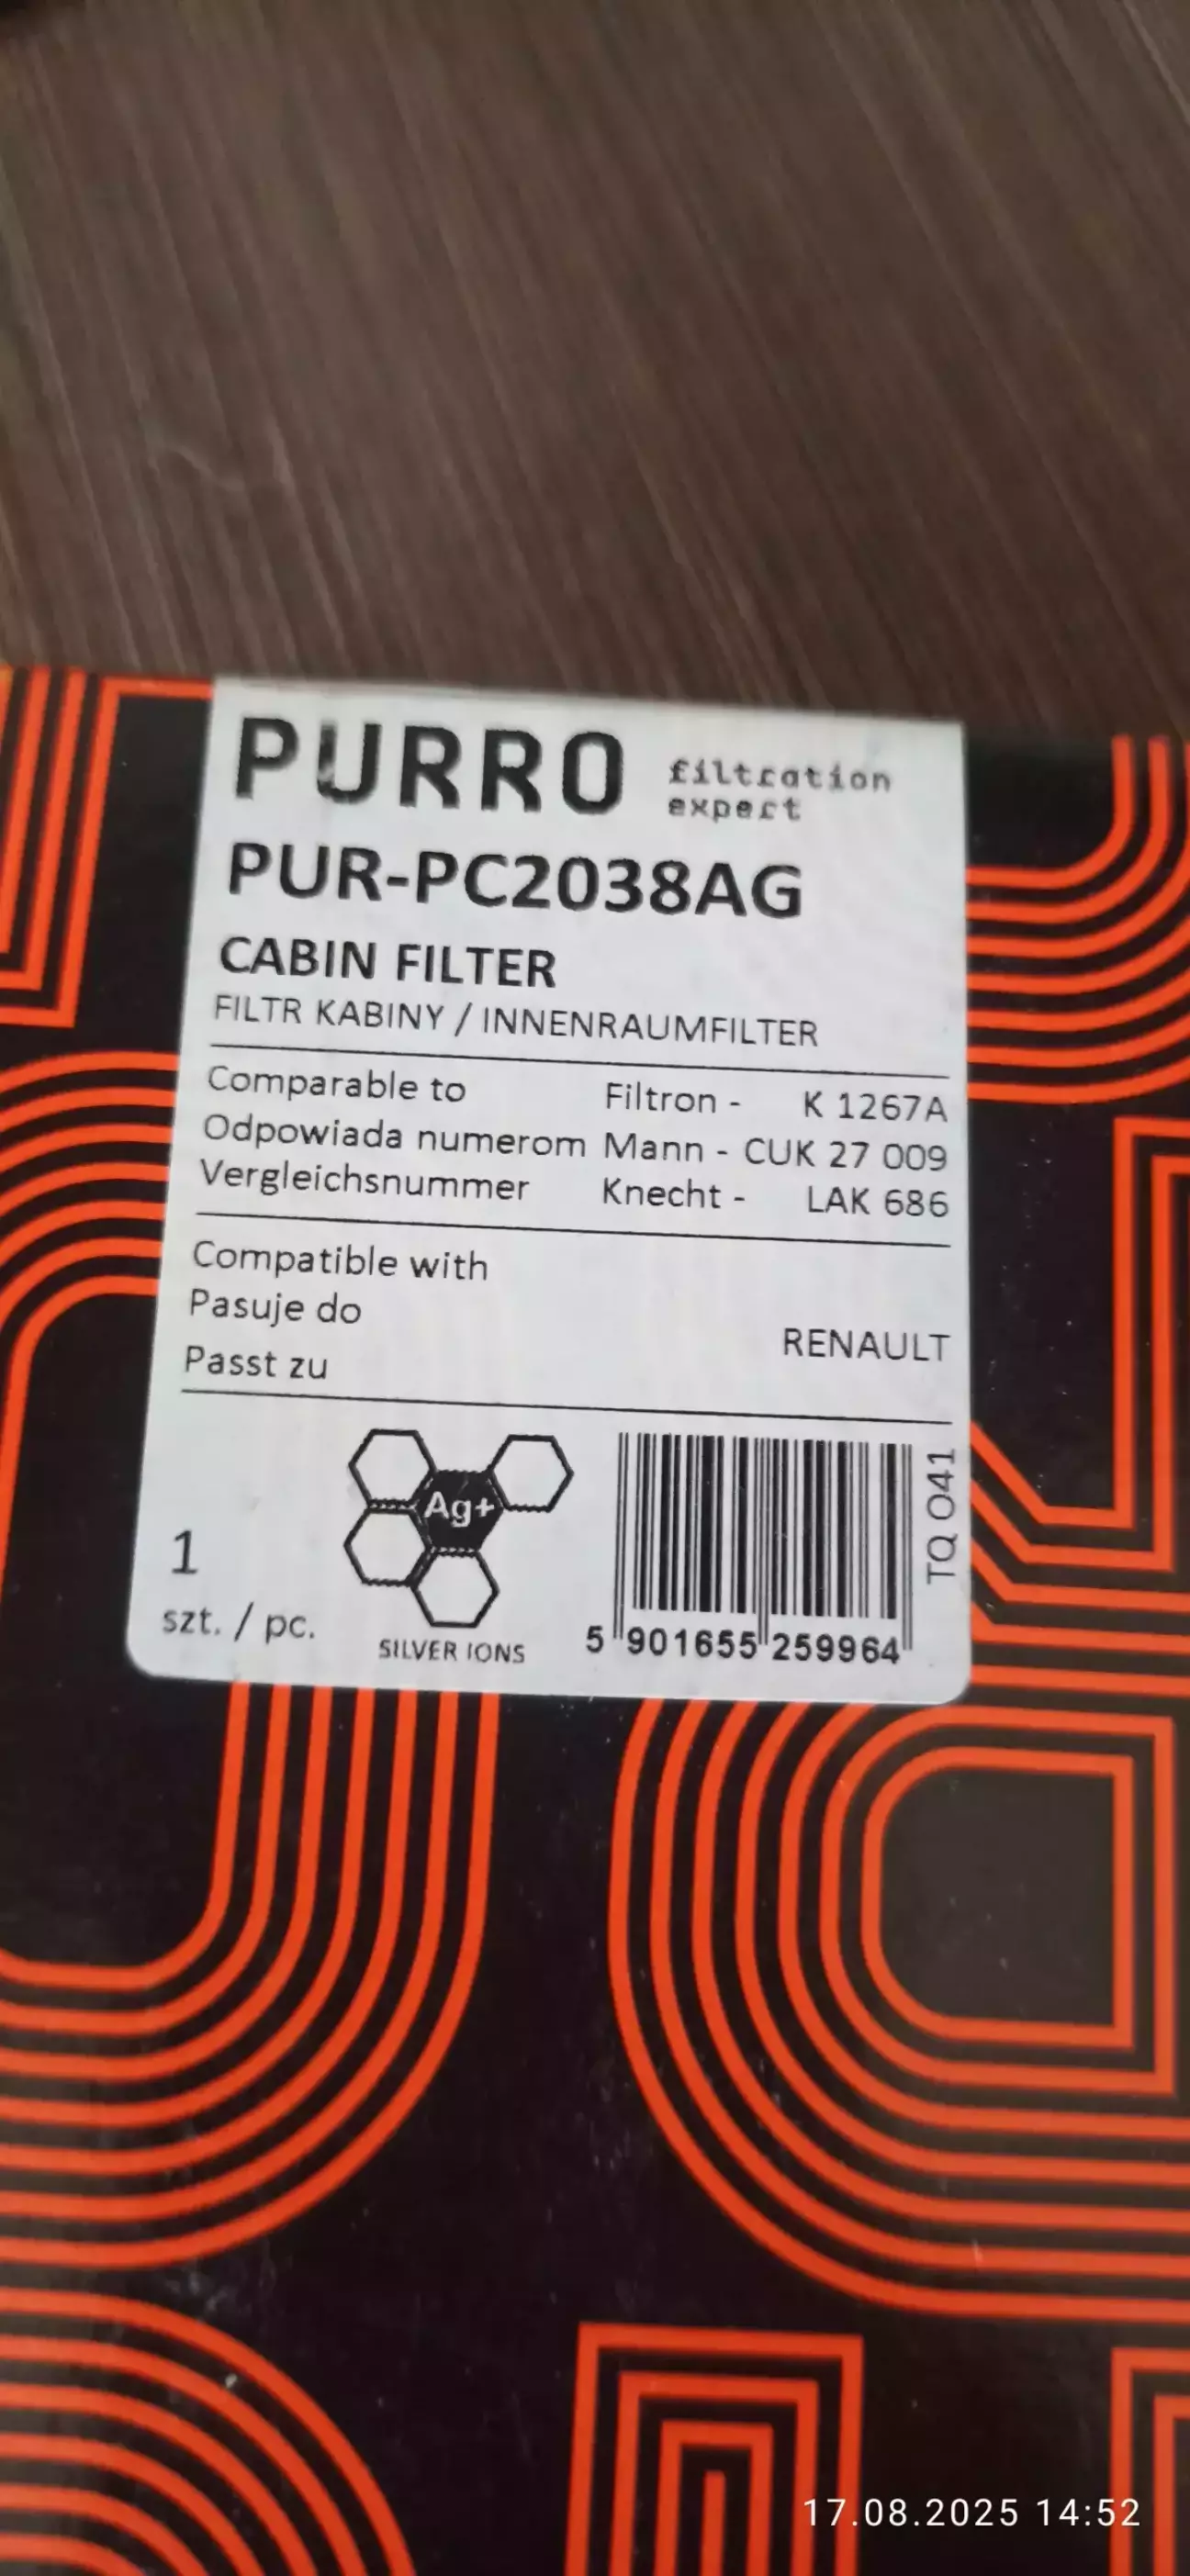 PURRO filtration
expert
PUR-PC2038AG
CABIN FILTER
FILTR KABINY / INNENRAUMFILTER
Comparable to Filtron - K 1267A
Odpowiada numerom Mann - CUK 27 009
Vergleichsnummer Knecht - LAK 686
Compatible with
Pasuje do
RENAULT
Passt zu
Ag+
TQ 041
1
szt. / pc.
SILVER IONS
5 901655 259964
17.08.2025 14:52